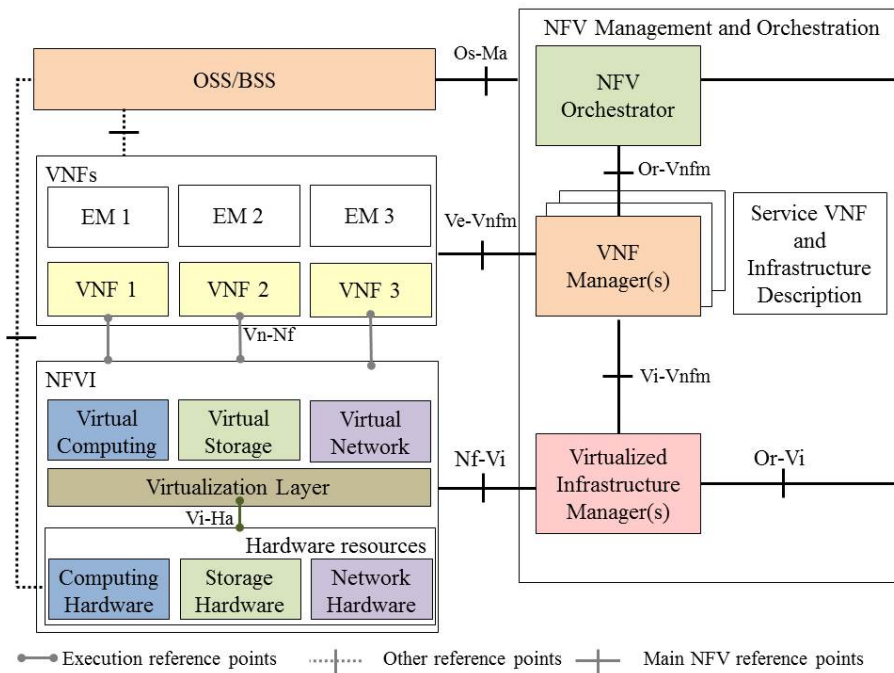 NFV Management and Orchestration
Os-Ma
OSS/BSS
NFV
Orchestrator
Or-Vnfm
VNFs
EM 1
EM 2
EM 3
VNF 1
VNF 2
VNF 3
Ve-Vnfm
VNF
Manager(s)
Service VNF
and
Infrastructure
Description
Vn-Nf
Vi-Vnfm
NFVI
Virtual
Computing
Virtual
Storage
Virtual
Network
Virtualization Layer
Nf-Vi
Virtualized
Infrastructure
Manager(s)
Or-Vi
Vi-Ha
Hardware resources
Computing
Hardware
Storage
Hardware
Network
Hardware
Execution reference points
Other reference points
Main NFV reference points